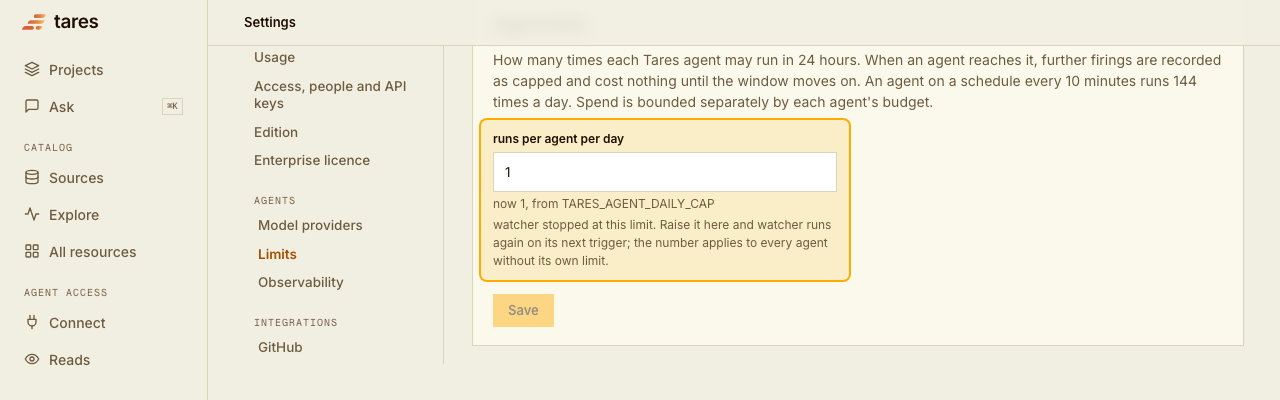 tares
Projects
Ask
⌘K
CATALOG
Sources
Explore
All resources
AGENT ACCESS
Connect
Reads
Settings
Usage
Access, people and API
keys
Edition
Enterprise licence
AGENTS
Model providers
Limits
Observability
INTEGRATIONS
GitHub
How many times each Tares agent may run in 24 hours. When an agent reaches it, further firings are recorded
as capped and cost nothing until the window moves on. An agent on a schedule every 10 minutes runs 144
times a day. Spend is bounded separately by each agent's budget.
runs per agent per day
1
now 1, from TARES_AGENT_DAILY_CAP
watcher stopped at this limit. Raise it here and watcher runs
again on its next trigger; the number applies to every agent
without its own limit.
Save